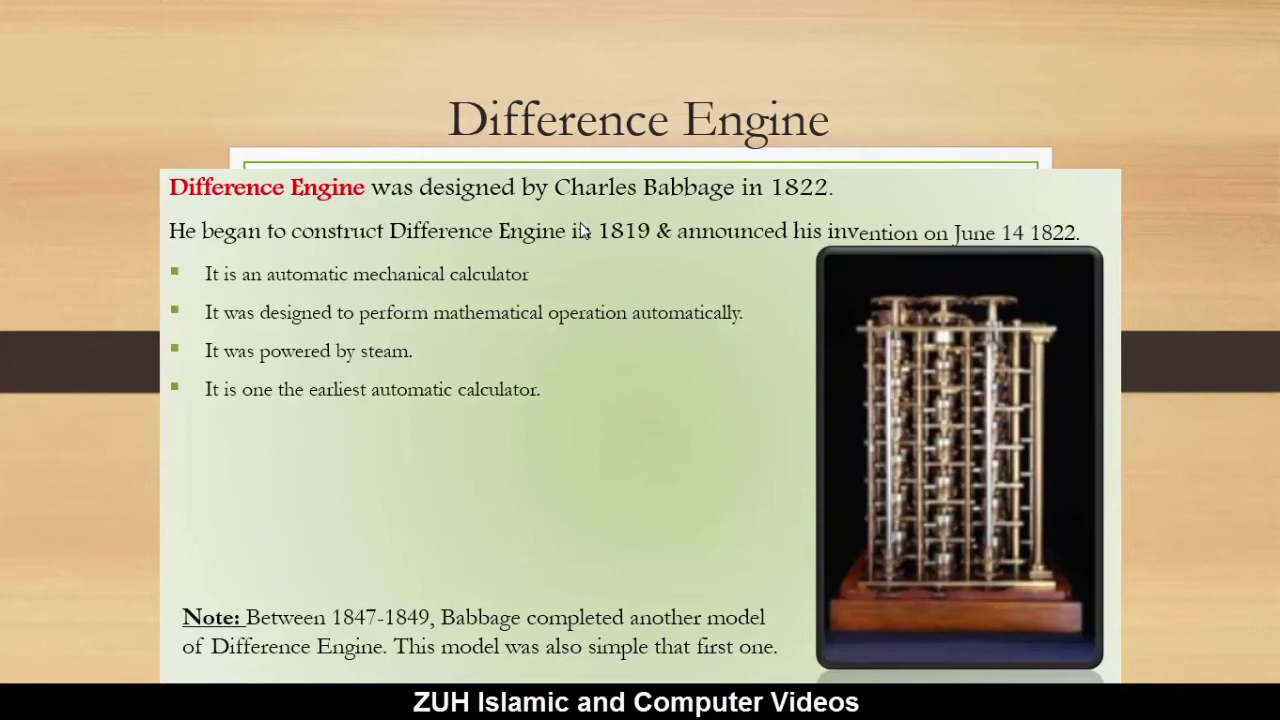 Difference Engine
Difference Engine was designed by Charles Babbage in 1822.
He began to construct Difference Engine in 1819 & announced his invention on June 14 1822.
It is an automatic mechanical calculator
It was designed to perform mathematical operation automatically.
It was powered by steam.
It is one the earliest automatic calculator.
Note: Between 1847-1849, Babbage completed another model
of Difference Engine. This model was also simple that first one.
ZUH Islamic and Computer Videos